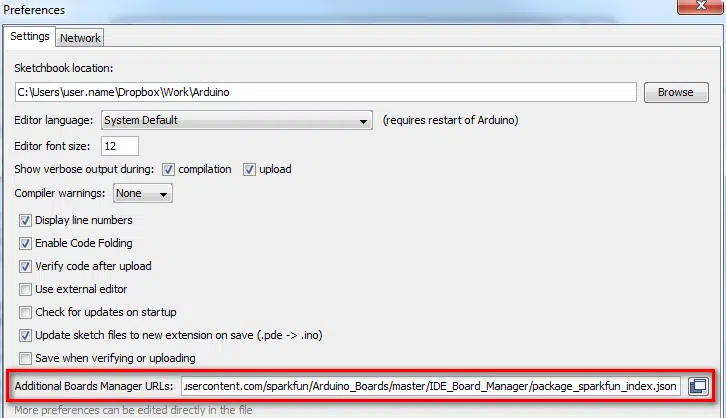 Preferences
Settings Network
Sketchbook location:
C:\Users\user.name\Dropbox\Work\Arduino Browse
Editor language: System Default (requires restart of Arduino)
Editor font size: 12
Show verbose output during: compilation upload
Compiler warnings: None
Display line numbers
Enable Code Folding
Verify code after upload
Use external editor
Check for updates on startup
Update sketch files to new extension on save (.pde -> .ino)
Save when verifying or uploading
Additional Boards Manager URLs: usercontent.com/sparkfun/Arduino_Boards/master/IDE_Board_Manager/package_sparkfun_index.json
More preferences can be edited directly in the file